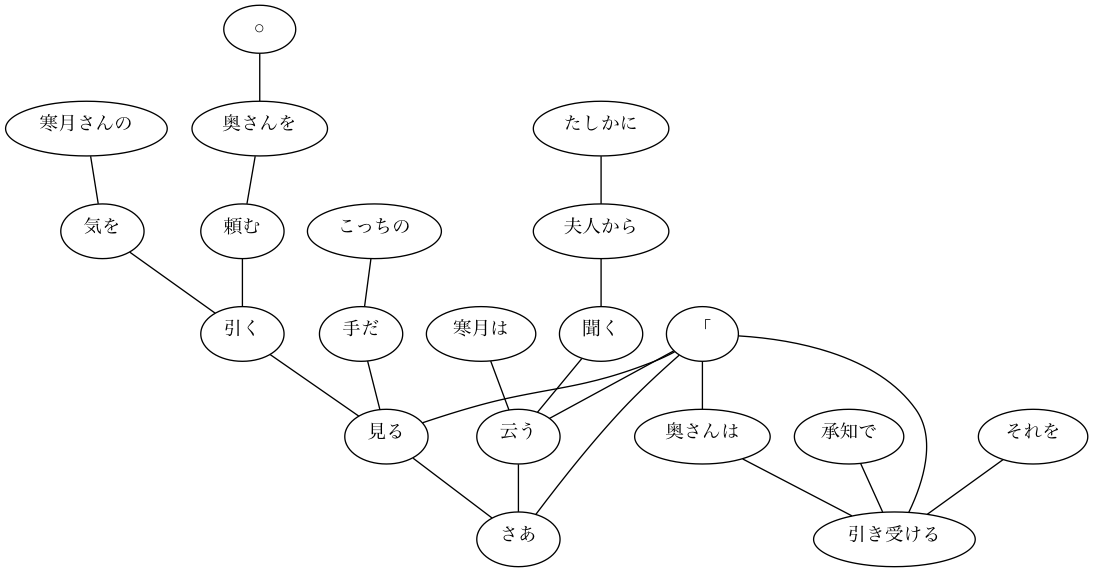 ○
寒月さんの
奥さんを
たしかに
気を
頼む
こっちの
夫人から
引く
手だ
寒月は
聞く
「
見る
云う
奥さんは
承知で
それを
さあ
引き受ける